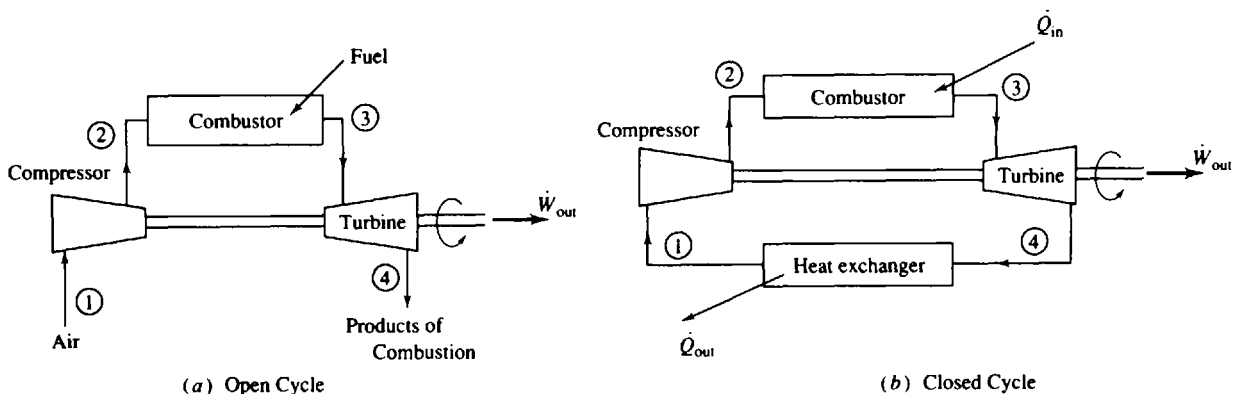 Fuel
Combustor
②
③
Compressor
Turbine
Ẇout
①
④
Air
Products of
Combustion
(a) Open Cycle
Q̇in
②
Combustor
③
Compressor
Turbine
Ẇout
①
④
Heat exchanger
Q̇out
(b) Closed Cycle